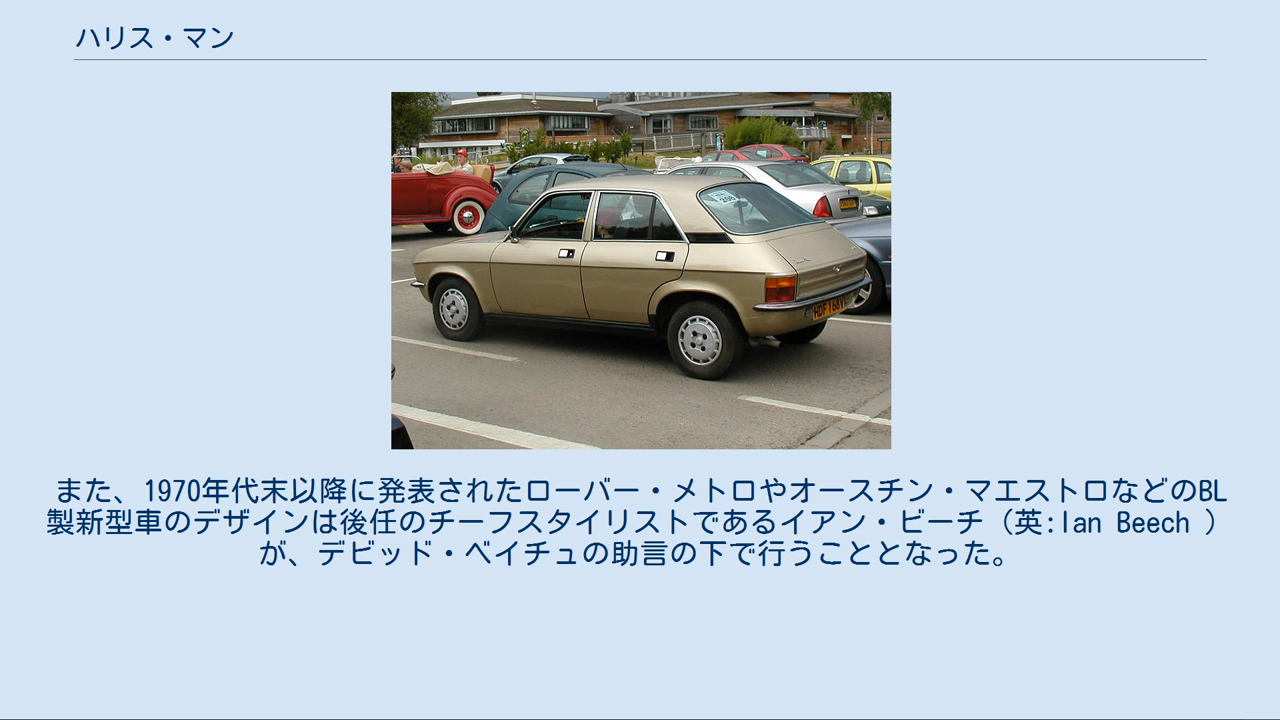 ハリス・マン
また、1970年代末以降に発表されたローバー・メトロやオースチン・マエストロなどのBL
製新型車のデザインは後任のチーフスタイリストであるイアン・ビーチ（英:Ian Beech ）
が、デビッド・ベイチュの助言の下で行うこととなった。